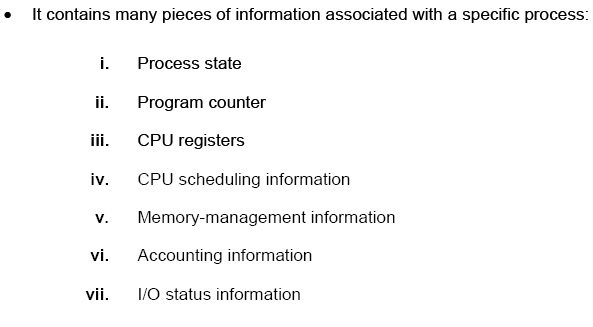 • It contains many pieces of information associated with a specific process:
i. Process state
ii. Program counter
iii. CPU registers
iv. CPU scheduling information
v. Memory-management information
vi. Accounting information
vii. I/O status information